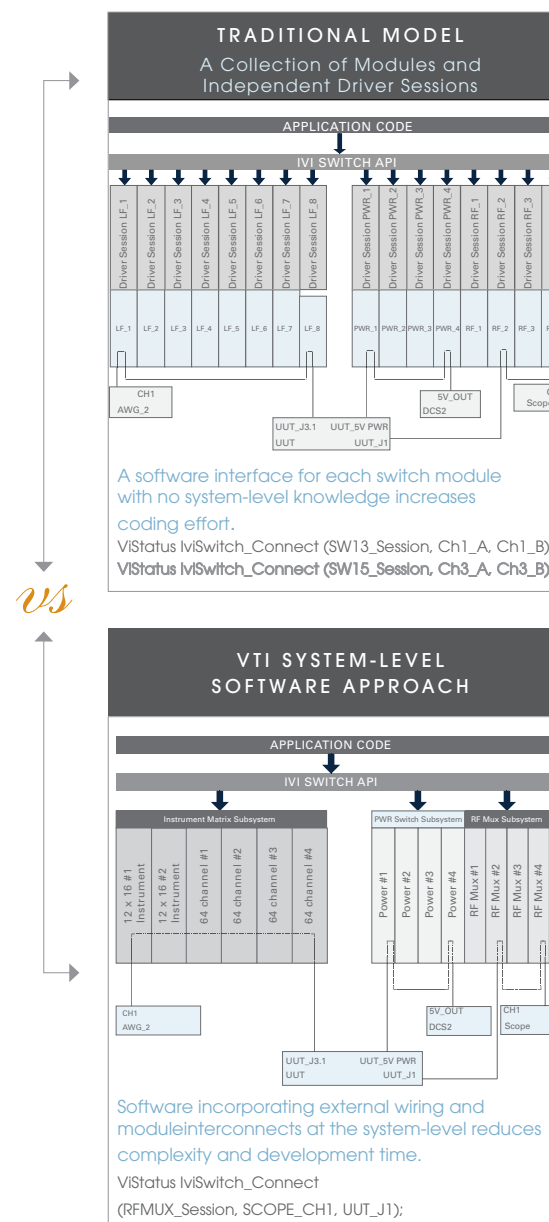 TRADITIONAL MODEL
A Collection of Modules and
Independent Driver Sessions
APPLICATION CODE
IVI SWITCH API
Driver Session LF_1
Driver Session LF_2
Driver Session LF_3
Driver Session LF_4
Driver Session LF_5
Driver Session LF_6
Driver Session LF_7
Driver Session LF_8
Driver Session PWR_1
Driver Session PWR_2
Driver Session PWR_3
Driver Session PWR_4
Driver Session RF_1
Driver Session RF_2
Driver Session RF_3
LF_1
LF_2
LF_3
LF_4
LF_5
LF_6
LF_7
LF_8
PWR_1
PWR_2
PWR_3
PWR_4
RF_1
RF_2
RF_3
CH1
AWG_2
5V_OUT
DCS2
Scope
UUT_J3.1 UUT_5V PWR
UUT UUT_J1
A software interface for each switch module
with no system-level knowledge increases
coding effort.
ViStatus IviSwitch_Connect (SW13_Session, Ch1_A, Ch1_B)
ViStatus IviSwitch_Connect (SW15_Session, Ch3_A, Ch3_B)
vs
VTI SYSTEM-LEVEL
SOFTWARE APPROACH
APPLICATION CODE
IVI SWITCH API
Instrument Matrix Subsystem
PWR Switch Subsystem
RF Mux Subsystem
12 x 16 #1
Instrument
12 x 16 #2
Instrument
64 channel #1
64 channel #2
64 channel #3
64 channel #4
Power #1
Power #2
Power #3
Power #4
RF Mux #1
RF Mux #2
RF Mux #3
RF Mux #4
CH1
AWG_2
5V_OUT
DCS2
CH1
Scope
UUT_J3.1 UUT_5V PWR
UUT UUT_J1
Software incorporating external wiring and
moduleinterconnects at the system-level reduces
complexity and development time.
ViStatus IviSwitch_Connect
(RFMUX_Session, SCOPE_CH1, UUT_J1);